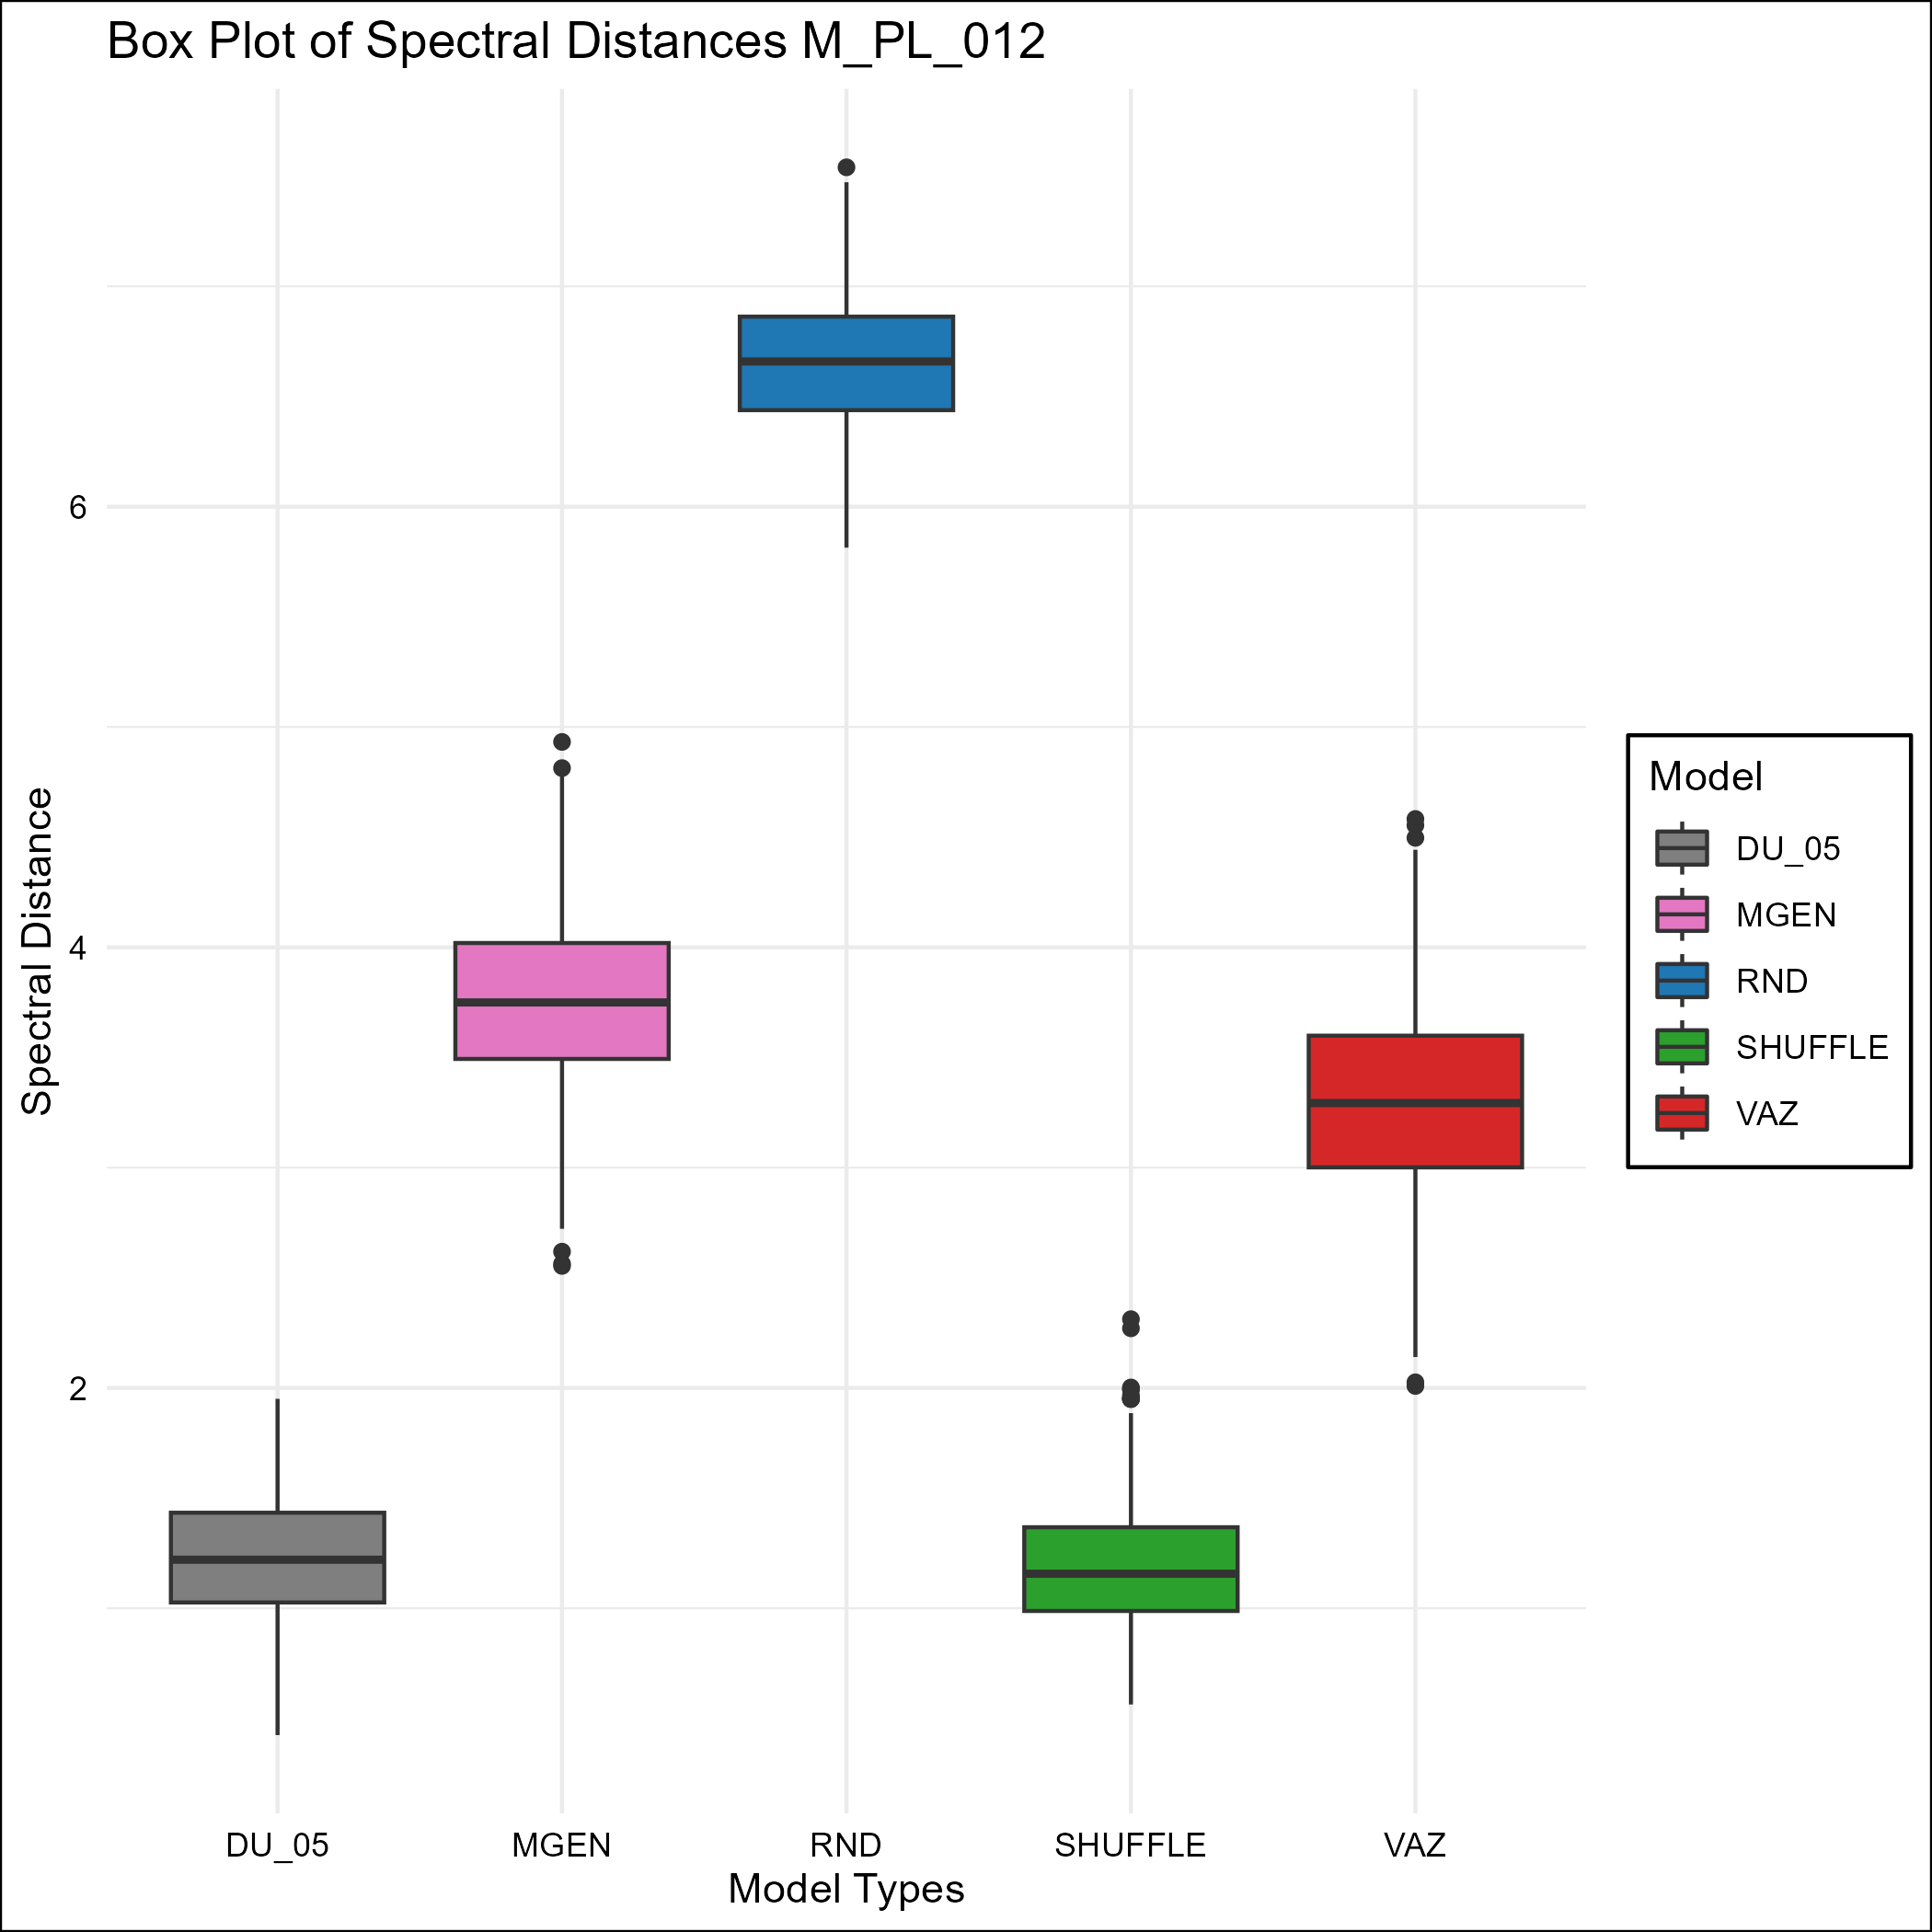 Box Plot of Spectral Distances M_PL_012
Spectral Distance
6
4
2
DU_05
MGEN
RND
SHUFFLE
VAZ
Model Types
Model
DU_05
MGEN
RND
SHUFFLE
VAZ